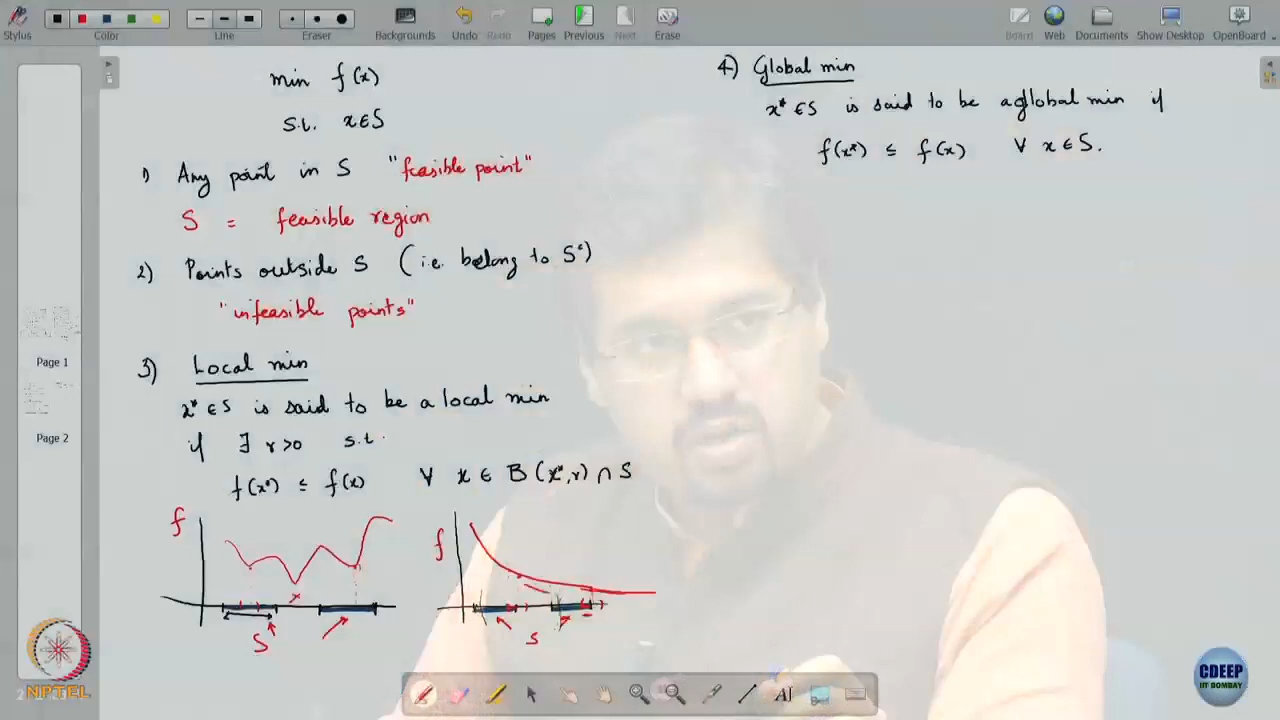 Stylus
Color
Line
Eraser
Backgrounds
Undo
Redo
Pages
Previous
Next
Erase
Board
Web
Documents
Show Desktop
OpenBoard
Page 1
Page 2
min f(x)
s.t. x∈S
1) Any point in S "feasible point"
S = feasible region
2) Points outside S (i.e. belong to Sᶜ)
"infeasible points"
3) Local min
x* ∈ S is said to be a local min
if ∃ r>0 s.t.
f(x*) ≤ f(x) ∀ x ∈ B(x*,r) ∩ S
f
S
f
S
4) Global min
x* ∈ S is said to be a global min if
f(x*) ≤ f(x) ∀ x ∈ S.
NPTEL
CDEEP
IIT BOMBAY